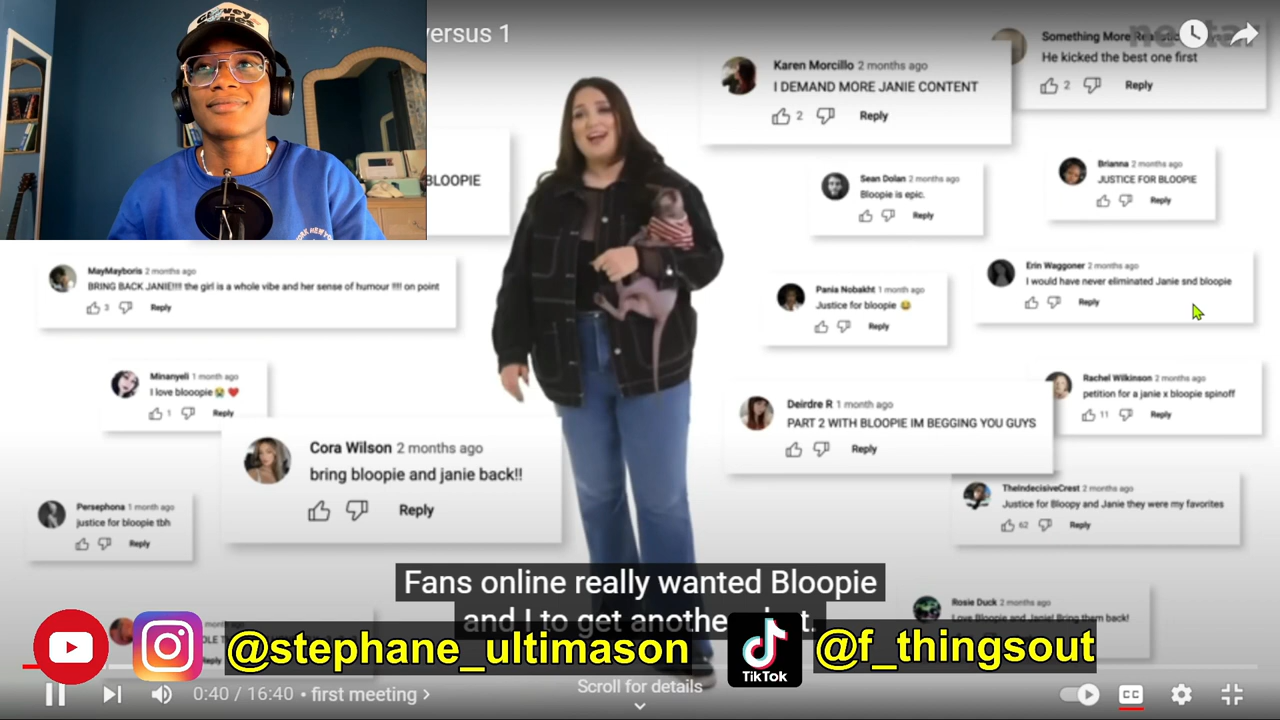 versus 1
BLOOPIE
Karen Morcillo 2 months ago
I DEMAND MORE JANIE CONTENT
2
Reply
Something More
He kicked the best one first
2
Reply
Sean Dolan 2 months ago
Bloopie is epic.
Reply
Brianna 2 months ago
JUSTICE FOR BLOOPIE
Reply
MayMayboris 2 months ago
BRING BACK JANIE!!!! the girl is a whole vibe and her sense of humour !!!! on point
3
Reply
Pania Nobakht 1 month ago
Justice for bloopie 😂
Reply
Erin Waggoner 2 months ago
I would have never eliminated Janie snd bloopie
Reply
Minanyeli 1 month ago
I love blooopie😭❤️
1
Reply
Cora Wilson 2 months ago
bring bloopie and janie back!!
Reply
Deirdre R 1 month ago
PART 2 WITH BLOOPIE IM BEGGING YOU GUYS
Reply
Rachel Wilkinson 2 months ago
petition for a janie x bloopie spinoff
11
Reply
Persephona 1 month ago
justice for bloopie tbh
Reply
TheIndecisiveCrest 2 months ago
Justice for Bloopy and Janie they were my favorites
62
Reply
Rosie Duck 2 months ago
Love Bloopie and Janie! Bring them back!
Fans online really wanted Bloopie
and I to get another
@stephane_ultimason
TikTok
@f_thingsout
Reply
Scroll for details
0:40 / 16:40 • first meeting >
CC